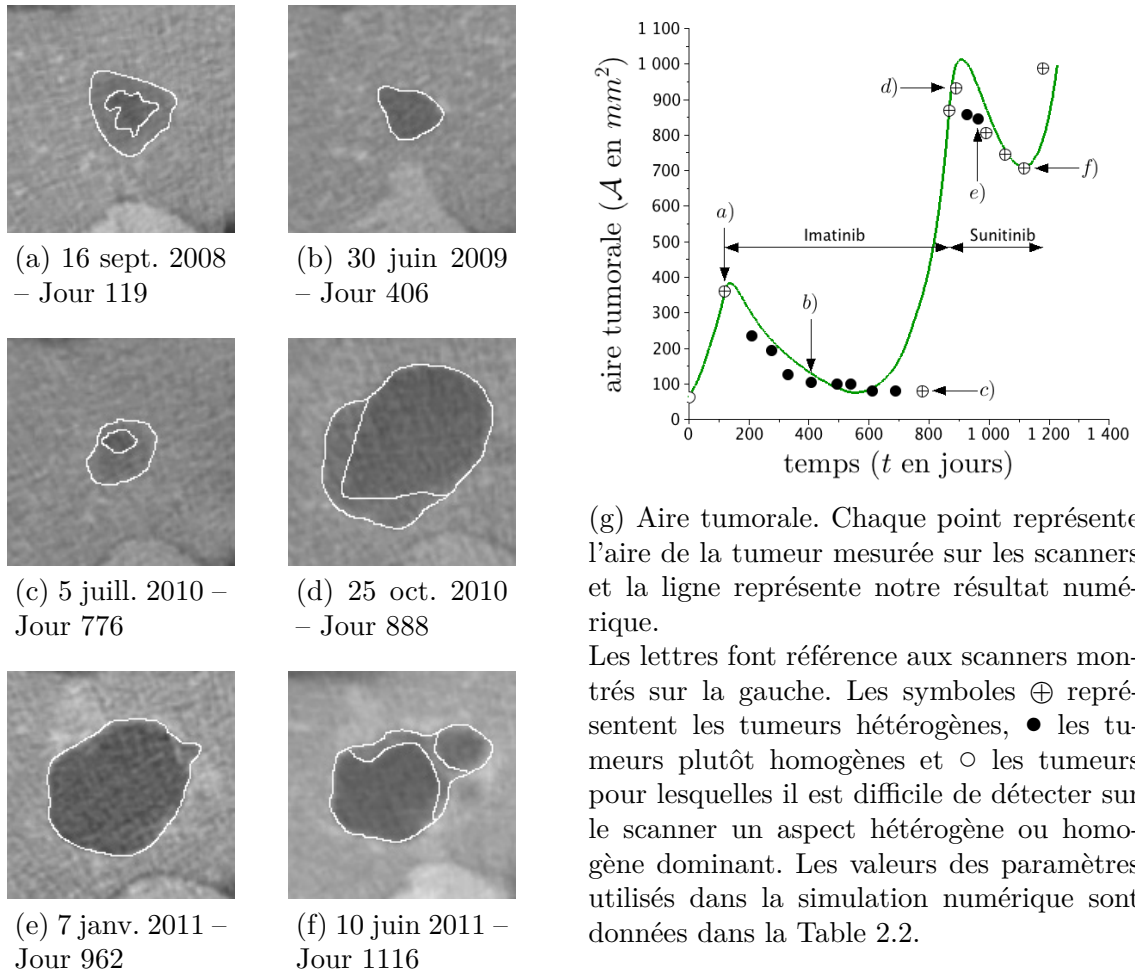 (a) 16 sept. 2008
– Jour 119
(b) 30 juin 2009
– Jour 406
(c) 5 juill. 2010 –
Jour 776
(d) 25 oct. 2010
– Jour 888
(e) 7 janv. 2011 –
Jour 962
(f) 10 juin 2011 –
Jour 1116
aire tumorale (𝒜 en mm²)
1 100
1 000
900
800
700
600
500
400
300
200
100
0
a)
b)
c)
d)
e)
f)
Imatinib
Sunitinib
0 200 400 600 800 1 000 1 200 1 400
temps (t en jours)
(g) Aire tumorale. Chaque point représente
l'aire de la tumeur mesurée sur les scanners
et la ligne représente notre résultat numé-
rique.
Les lettres font référence aux scanners mon-
trés sur la gauche. Les symboles ⊕ repré-
sentent les tumeurs hétérogènes, ● les tu-
meurs plutôt homogènes et ○ les tumeurs
pour lesquelles il est difficile de détecter sur
le scanner un aspect hétérogène ou homo-
gène dominant. Les valeurs des paramètres
utilisés dans la simulation numérique sont
données dans la Table 2.2.